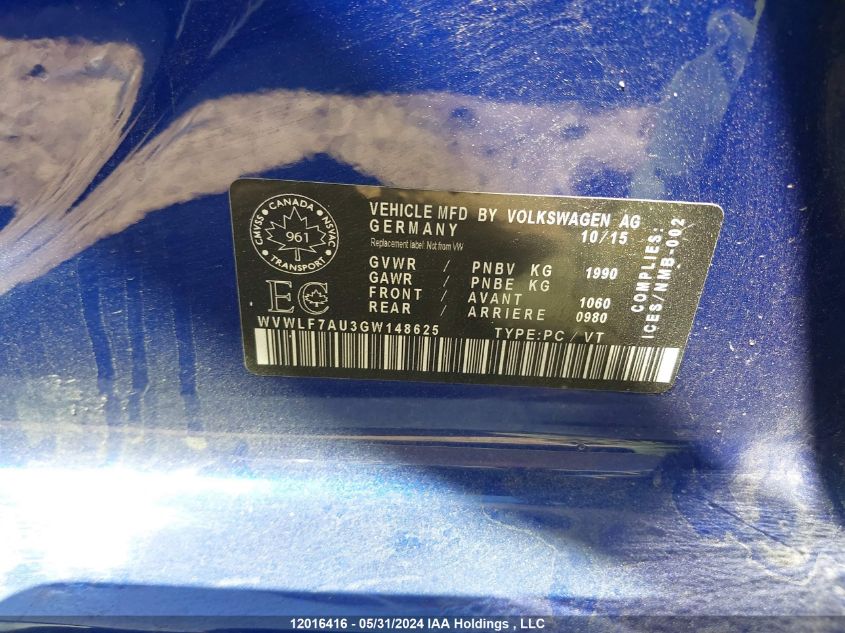 CANADA
CMVSS
NSVAC
961
TRANSPORT
EC
VEHICLE MFD BY VOLKSWAGEN AG
GERMANY 10/15
Replacement label Not from VW
GVWR / PNBV KG 1990
GAWR / PNBE KG
FRONT / AVANT 1060
REAR / ARRIERE 0980
WVWLF7AU3GW148625 TYPE:PC/VT
COMPLIES:
ICES/NMB-002
12016416 - 05/31/2024 IAA Holdings , LLC